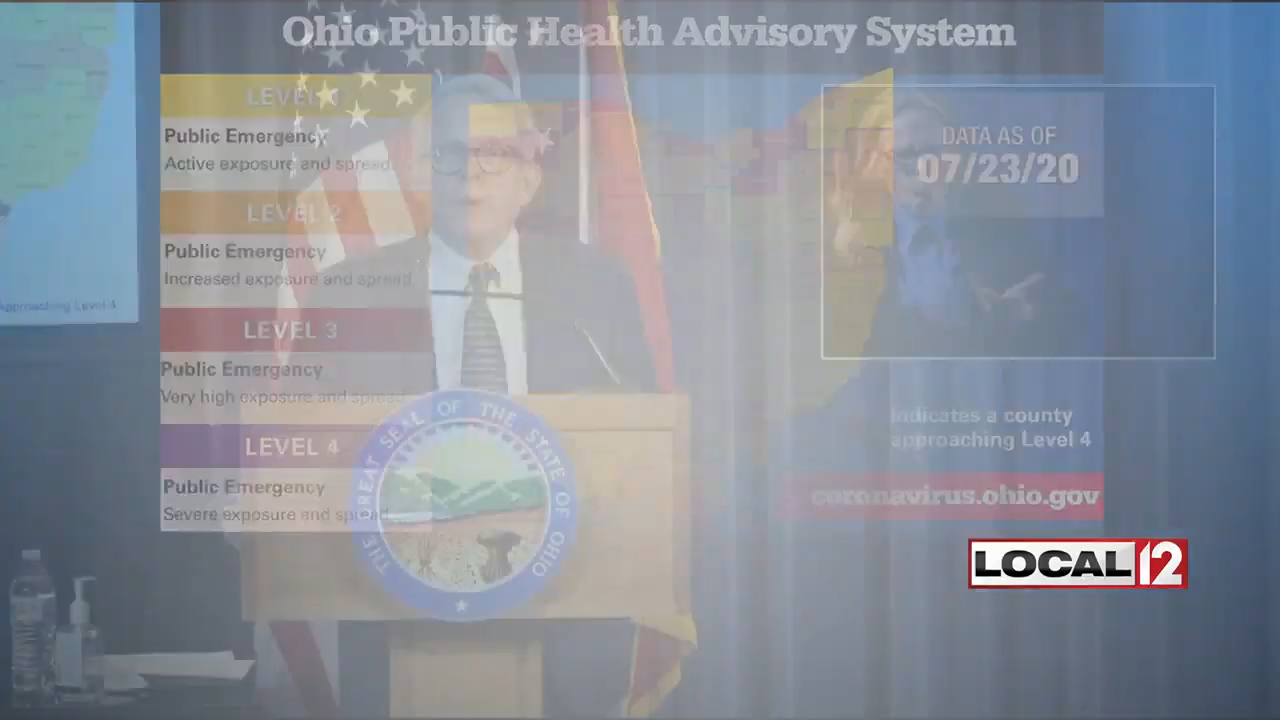 Ohio Public Health Advisory System
LEVEL 1
Public Emergency
Active exposure and spread
LEVEL 2
Public Emergency
Increased exposure and spread
LEVEL 3
Public Emergency
Very high exposure and spread
LEVEL 4
Public Emergency
Severe exposure and spread
Approaching Level 4
DATA AS OF
07/23/20
Indicates a county
approaching Level 4
coronavirus.ohio.gov
THE GREAT SEAL OF THE STATE OF OHIO
LOCAL 12